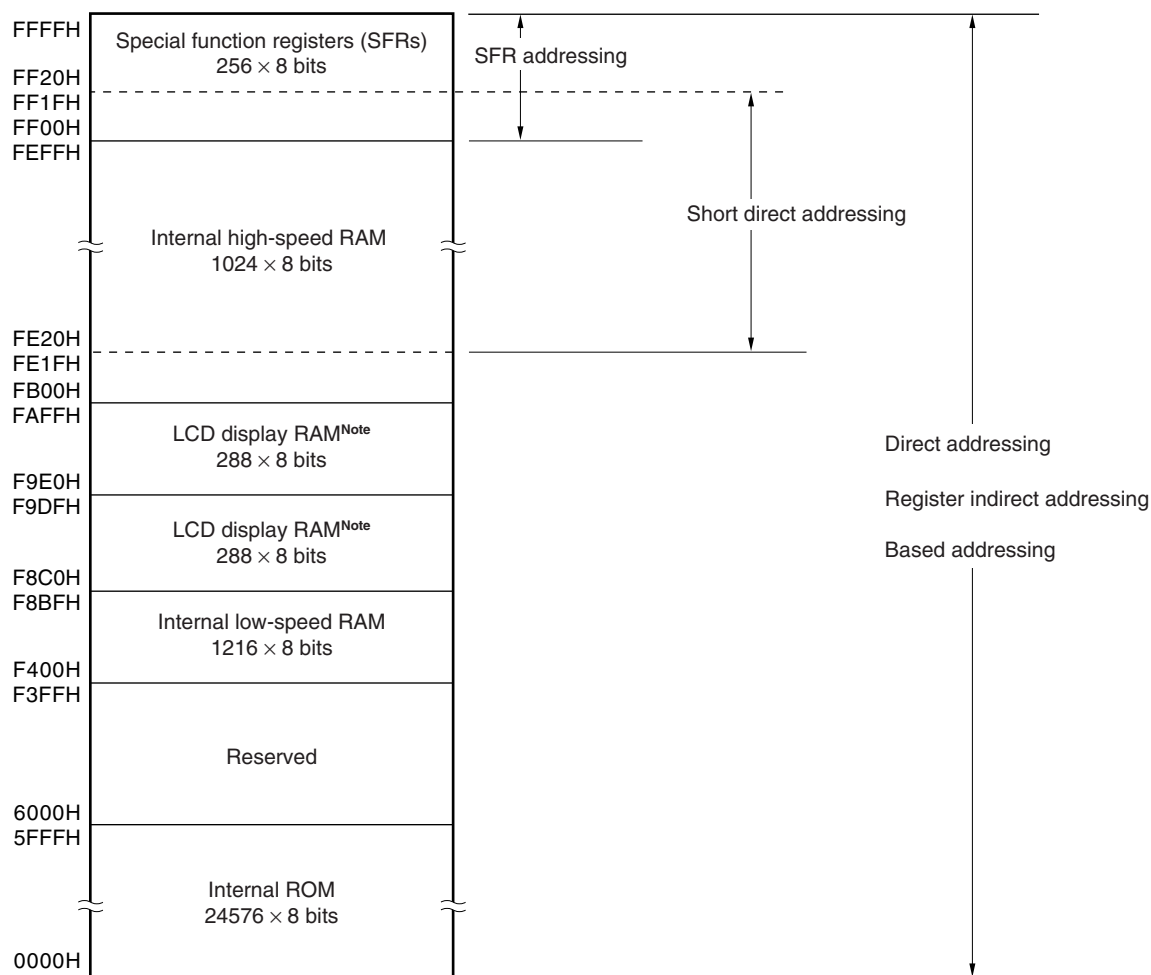 FFFFH
Special function registers (SFRs)
256 × 8 bits
SFR addressing
FF20H
FF1FH
FF00H
FEFFH
Short direct addressing
Internal high-speed RAM
1024 × 8 bits
FE20H
FE1FH
FB00H
FAFFH
LCD display RAMNote
288 × 8 bits
Direct addressing
F9E0H
F9DFH
Register indirect addressing
LCD display RAMNote
288 × 8 bits
Based addressing
F8C0H
F8BFH
Internal low-speed RAM
1216 × 8 bits
F400H
F3FFH
Reserved
6000H
5FFFH
Internal ROM
24576 × 8 bits
0000H